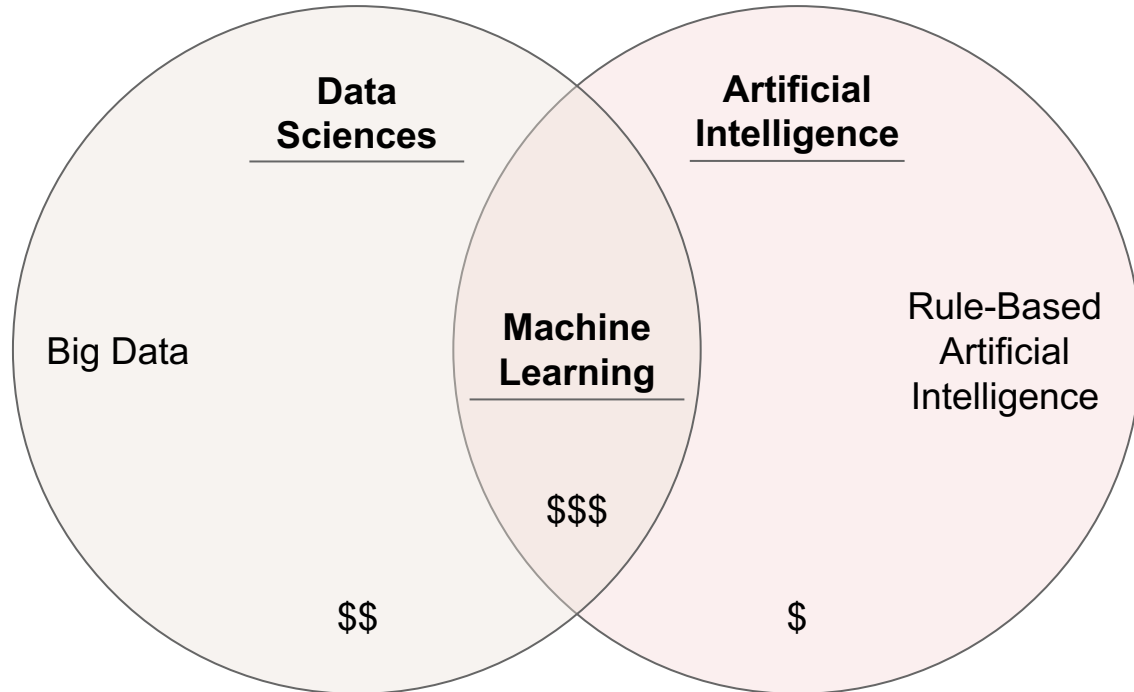 Data
Sciences
Artificial
Intelligence
Big Data
Machine
Learning
Rule-Based
Artificial
Intelligence
$$$
$$
$